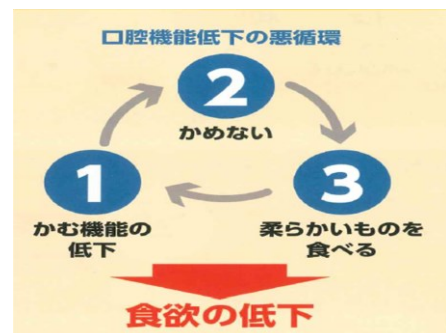 口腔機能低下の悪循環
2
かめない
1
かむ機能の
低下
3
柔らかいものを
食べる
食欲の低下